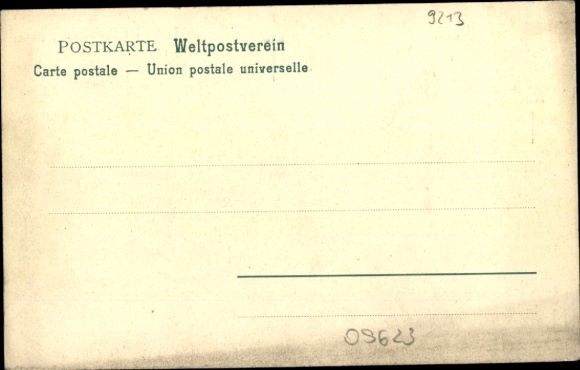 9213
POSTKARTE Weltpostverein
Carte postale — Union postale universelle
09623